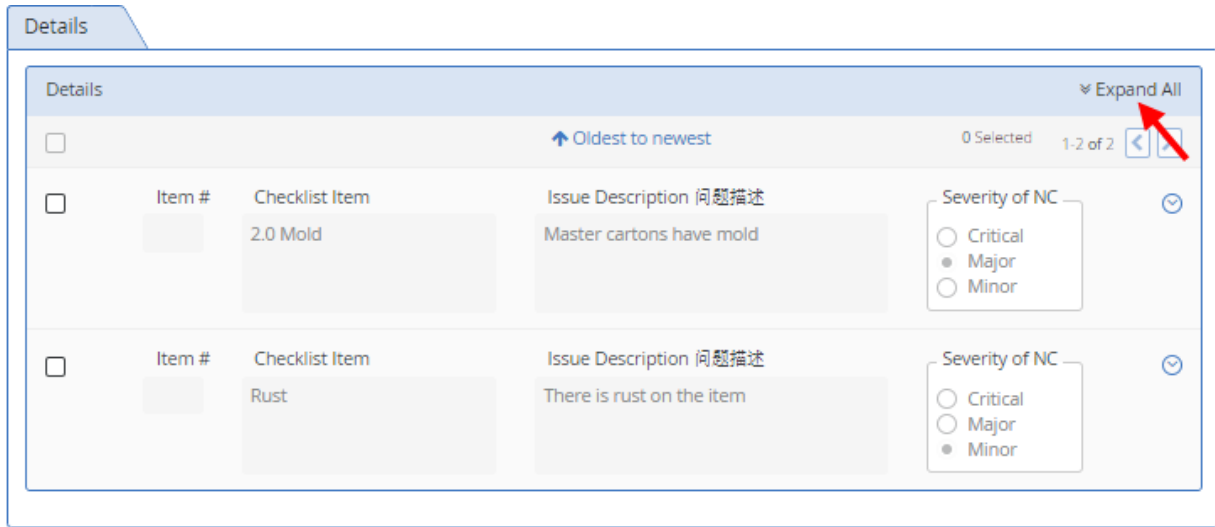 Details
Details
Expand All
Oldest to newest
0 Selected
1-2 of 2
Item #
Checklist Item
Issue Description 问题描述
Severity of NC
2.0 Mold
Master cartons have mold
Critical
Major
Minor
Item #
Checklist Item
Issue Description 问题描述
Severity of NC
Rust
There is rust on the item
Critical
Major
Minor